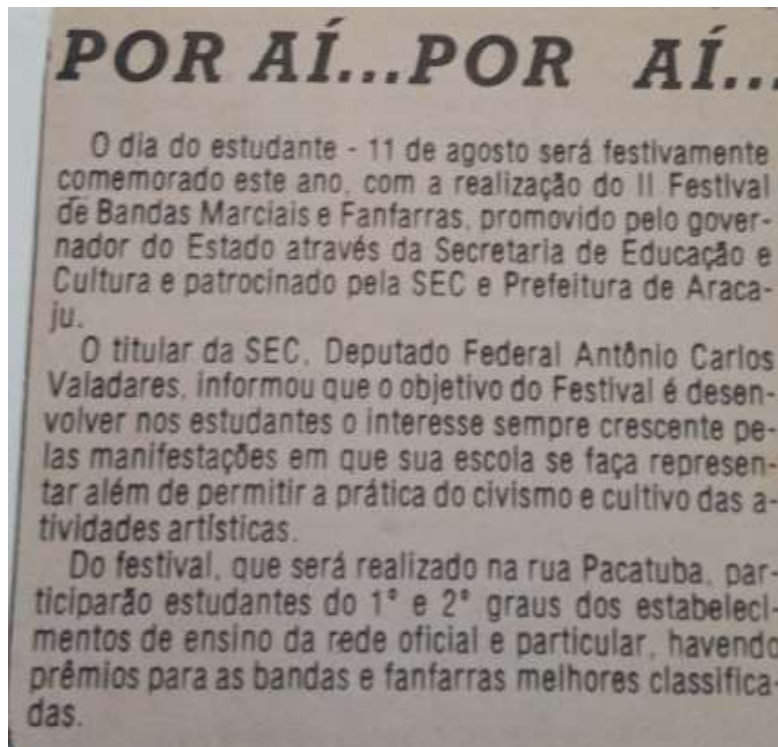 POR AÍ...POR AÍ...
O dia do estudante - 11 de agosto será festivamente
comemorado este ano, com a realização do II Festival
de Bandas Marciais e Fanfarras, promovido pelo gover-
nador do Estado através da Secretaria de Educação e
Cultura e patrocinado pela SEC e Prefeitura de Araca-
ju.
O titular da SEC, Deputado Federal Antônio Carlos
Valadares, informou que o objetivo do Festival é desen-
volver nos estudantes o interesse sempre crescente pe-
las manifestações em que sua escola se faça represen-
tar além de permitir a prática do civismo e cultivo das a-
tividades artísticas.
Do festival, que será realizado na rua Pacatuba, par-
ticiparão estudantes do 1° e 2° graus dos estabeleci-
mentos de ensino da rede oficial e particular, havendo
prêmios para as bandas e fanfarras melhores classifica-
das.